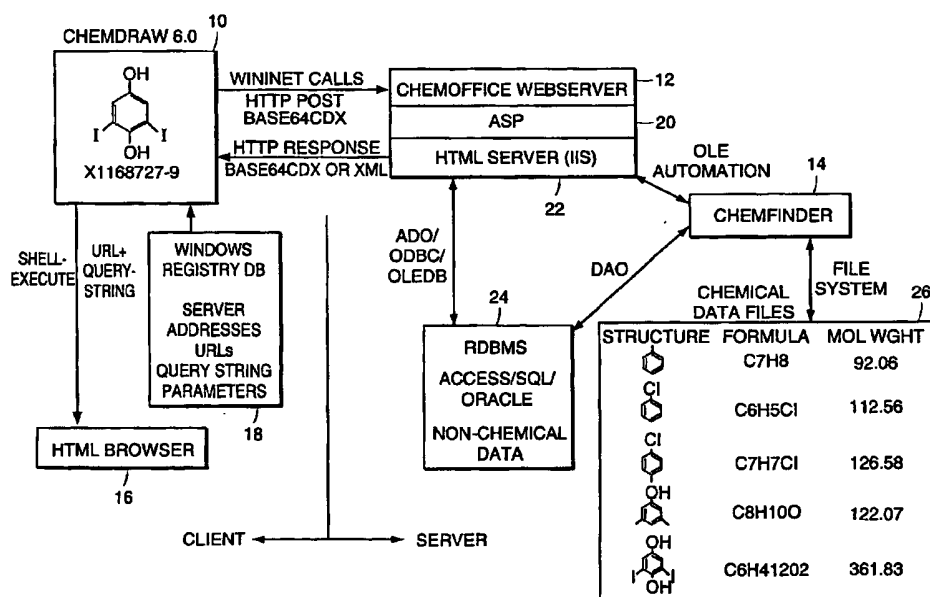 CHEMDRAW 6.0
10
OH
I I
OH
X1168727-9
WININET CALLS
HTTP POST
BASE64CDX
HTTP RESPONSE
BASE64CDX OR XML
CHEMOFFICE WEBSERVER
12
ASP
20
HTML SERVER (IIS)
22
OLE
AUTOMATION
14
CHEMFINDER
SHELL-
EXECUTE
URL+
QUERY-
STRING
WINDOWS
REGISTRY DB
SERVER
ADDRESSES
URLs
QUERY STRING
PARAMETERS
18
HTML BROWSER
16
ADO/
ODBC/
OLEDB
DAO
24
RDBMS
ACCESS/SQL/
ORACLE
NON-CHEMICAL
DATA
FILE
SYSTEM
CHEMICAL
DATA FILES
26
STRUCTURE FORMULA MOL WGHT
C7H8 92.06
Cl
C6H5Cl 112.56
Cl
C7H7Cl 126.58
OH
C8H10O 122.07
OH
I I
OH
C6H41202 361.83
CLIENT SERVER